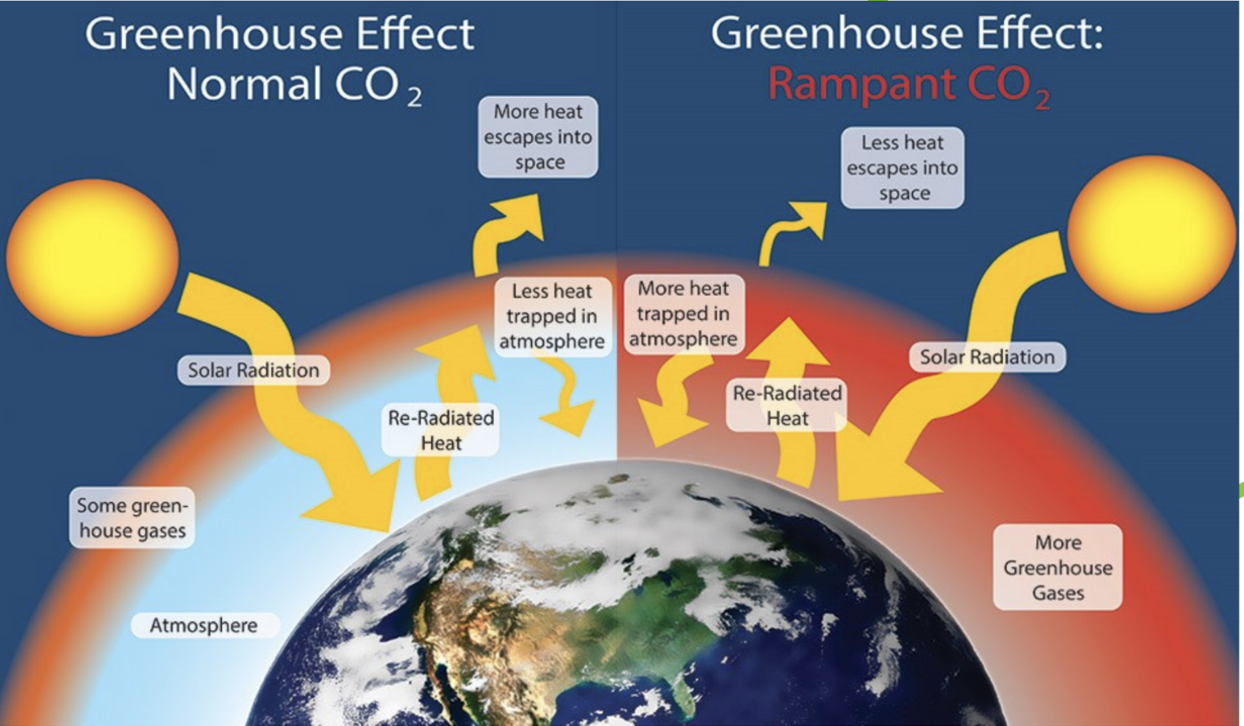 Greenhouse Effect
Normal CO₂
More heat
escapes into
space
Less heat
trapped in
atmosphere
Solar Radiation
Re-Radiated
Heat
Some green-
house gases
Atmosphere
Greenhouse Effect:
Rampant CO₂
Less heat
escapes into
space
More heat
trapped in
atmosphere
Solar Radiation
Re-Radiated
Heat
More
Greenhouse
Gases